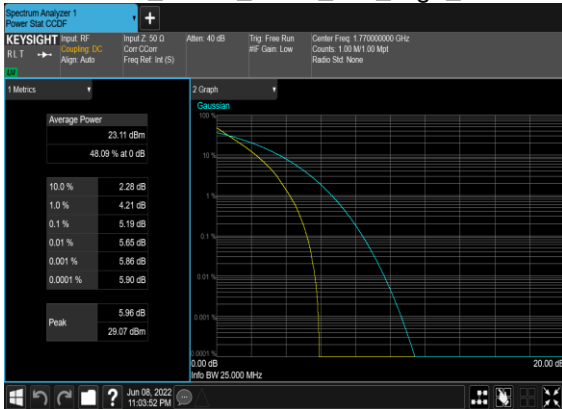 Spectrum Analyzer 1
Power Stat CCDF
KEYSIGHT
RLT
LW
Input: RF
Coupling: DC
Align: Auto
Input Z: 50 Ω
Corr CCorr
Freq Ref: Int (S)
Atten: 40 dB
Trig: Free Run
#IF Gain: Low
Center Freq: 1.770000000 GHz
Counts: 1.00 M/1.00 Mpt
Radio Std: None
1 Metrics
Average Power
23.11 dBm
48.09 % at 0 dB
10.0 % 2.28 dB
1.0 % 4.21 dB
0.1 % 5.19 dB
0.01 % 5.65 dB
0.001 % 5.86 dB
0.0001 % 5.90 dB
Peak
5.96 dB
29.07 dBm
2 Graph
Gaussian
100 %
10 %
1 %
0.1 %
0.01 %
0.001 %
0.0001 %
0.00 dB 20.00 dB
Info BW 25.000 MHz
Jun 08, 2022
11:03:52 PM